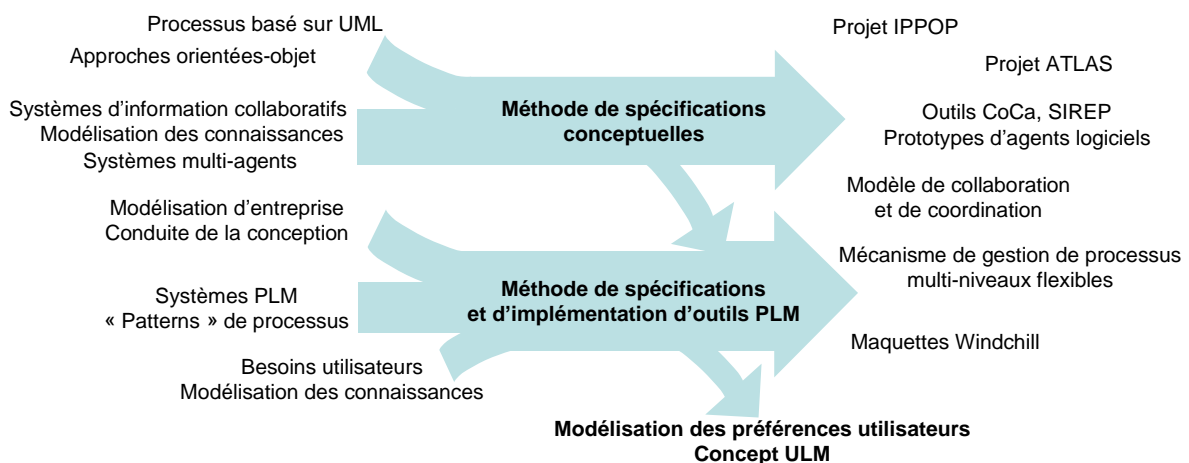 Processus basé sur UML
Approches orientées-objet
Systèmes d'information collaboratifs
Modélisation des connaissances
Systèmes multi-agents
Modélisation d'entreprise
Conduite de la conception
Systèmes PLM
« Patterns » de processus
Besoins utilisateurs
Modélisation des connaissances
Méthode de spécifications
conceptuelles
Méthode de spécifications
et d'implémentation d'outils PLM
Modélisation des préférences utilisateurs
Concept ULM
Projet IPPOP
Projet ATLAS
Outils CoCa, SIREP
Prototypes d'agents logiciels
Modèle de collaboration
et de coordination
Mécanisme de gestion de processus
multi-niveaux flexibles
Maquettes Windchill